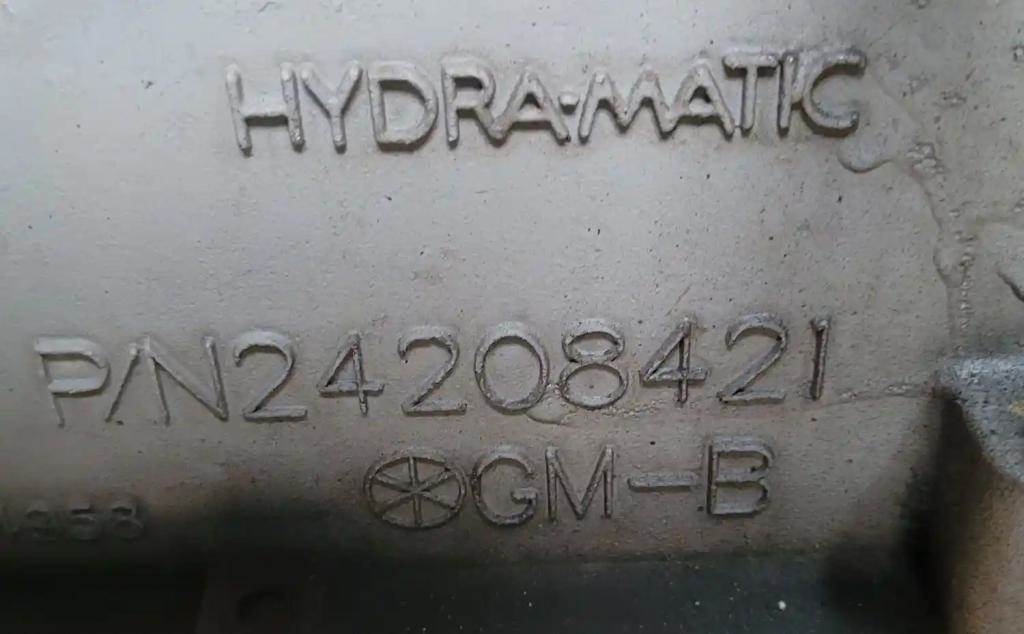 HYDRA·MATIC
P/N24208421
GM-B